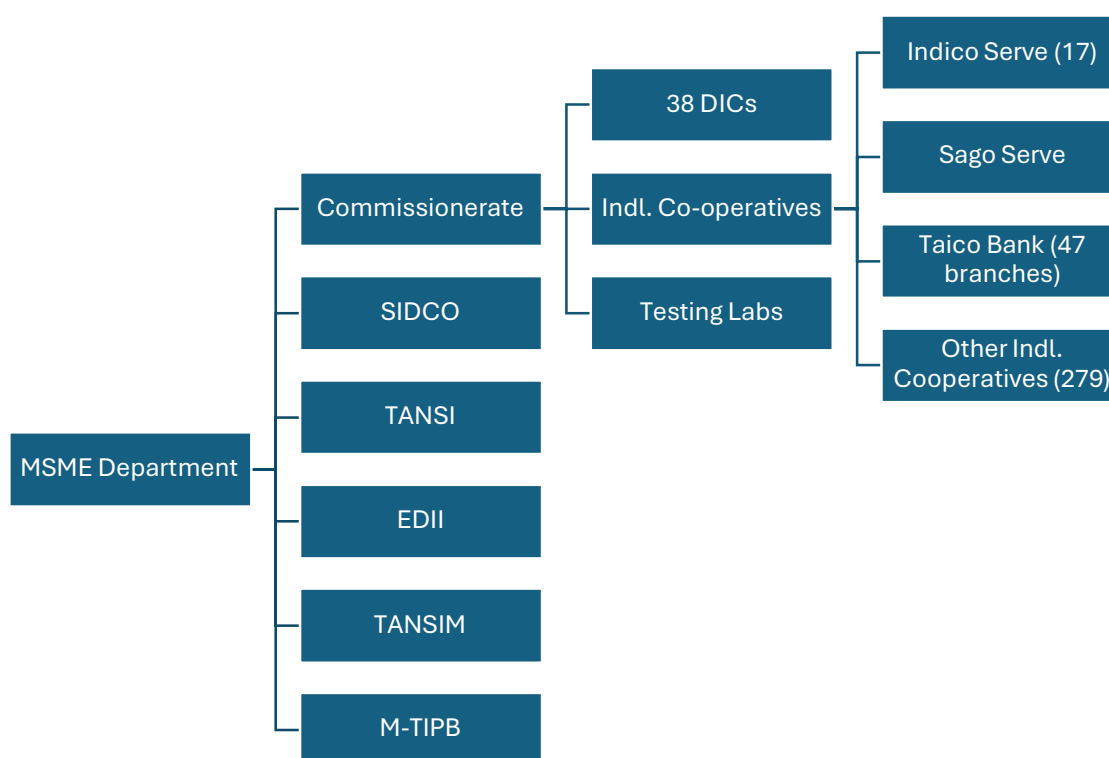 MSME Department
Commissionerate
SIDCO
TANSI
EDII
TANSIM
M-TIPB
38 DICs
Indl. Co-operatives
Testing Labs
Indico Serve (17)
Sago Serve
Taico Bank (47
branches)
Other Indl.
Cooperatives (279)